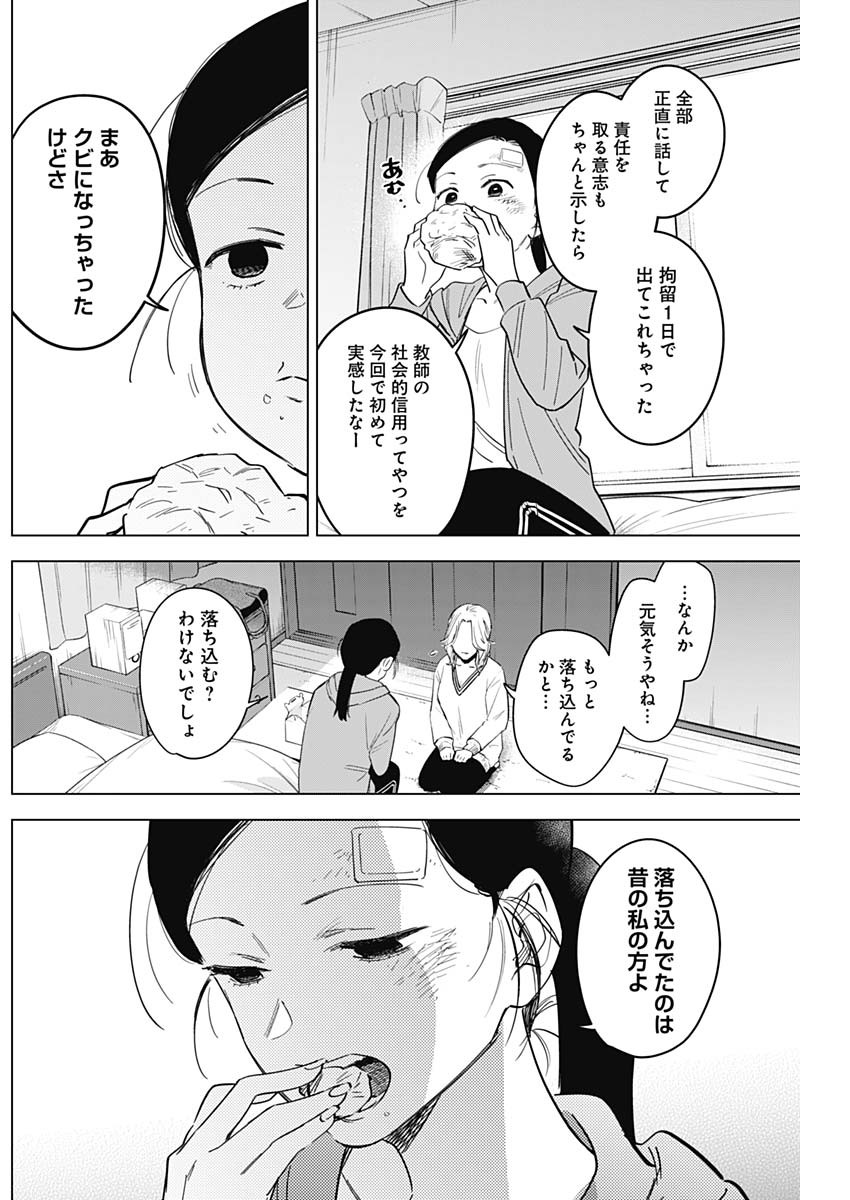 全部
正直に話して
責任を
取る意志も
ちゃんと示したら
拘留1日で
出てこれちゃった
あむ…
教師の
社会的信用ってやつを
今回で初めて
実感したなー
まあ
クビになっちゃった
けどさ
…なんか
元気そうやね…
もっと
落ち込んでる
かと…
落ち込む？
わけないでしょ
落ち込んでたのは
昔の私の方よ